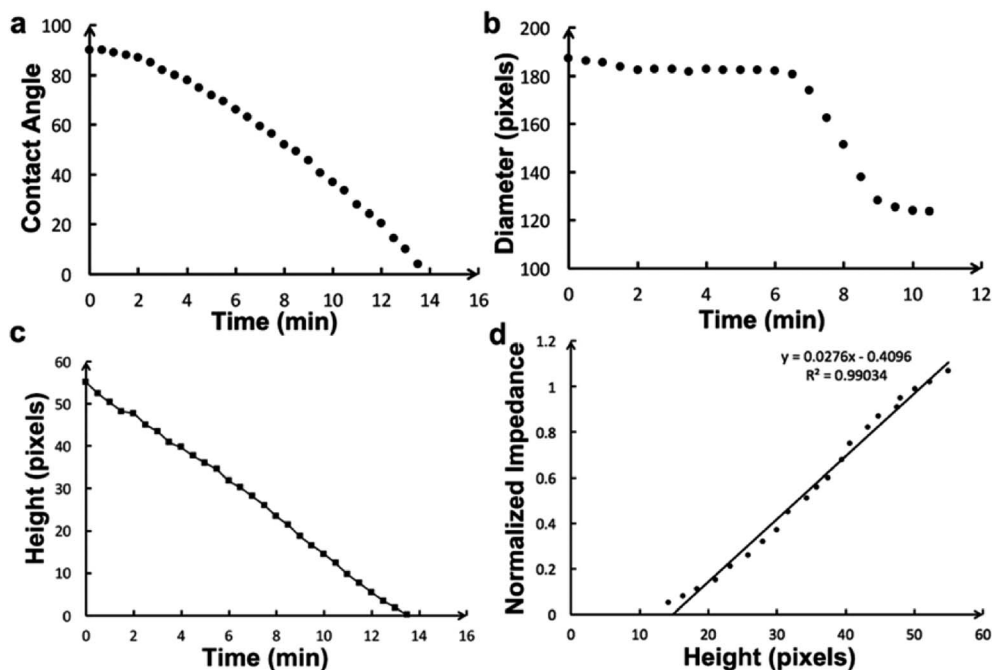 a
100
80
60
40
20
0
Contact Angle
0 2 4 6 8 10 12 14 16
Time (min)
b
200
180
160
140
120
100
Diameter (pixels)
0 2 4 6 8 10 12
Time (min)
c
60
50
40
30
20
10
0
Height (pixels)
0 2 4 6 8 10 12 14 16
Time (min)
d
1.2
1
0.8
0.6
0.4
0.2
0
Normalized Impedance
y = 0.0276x - 0.4096
R² = 0.99034
0 10 20 30 40 50 60
Height (pixels)